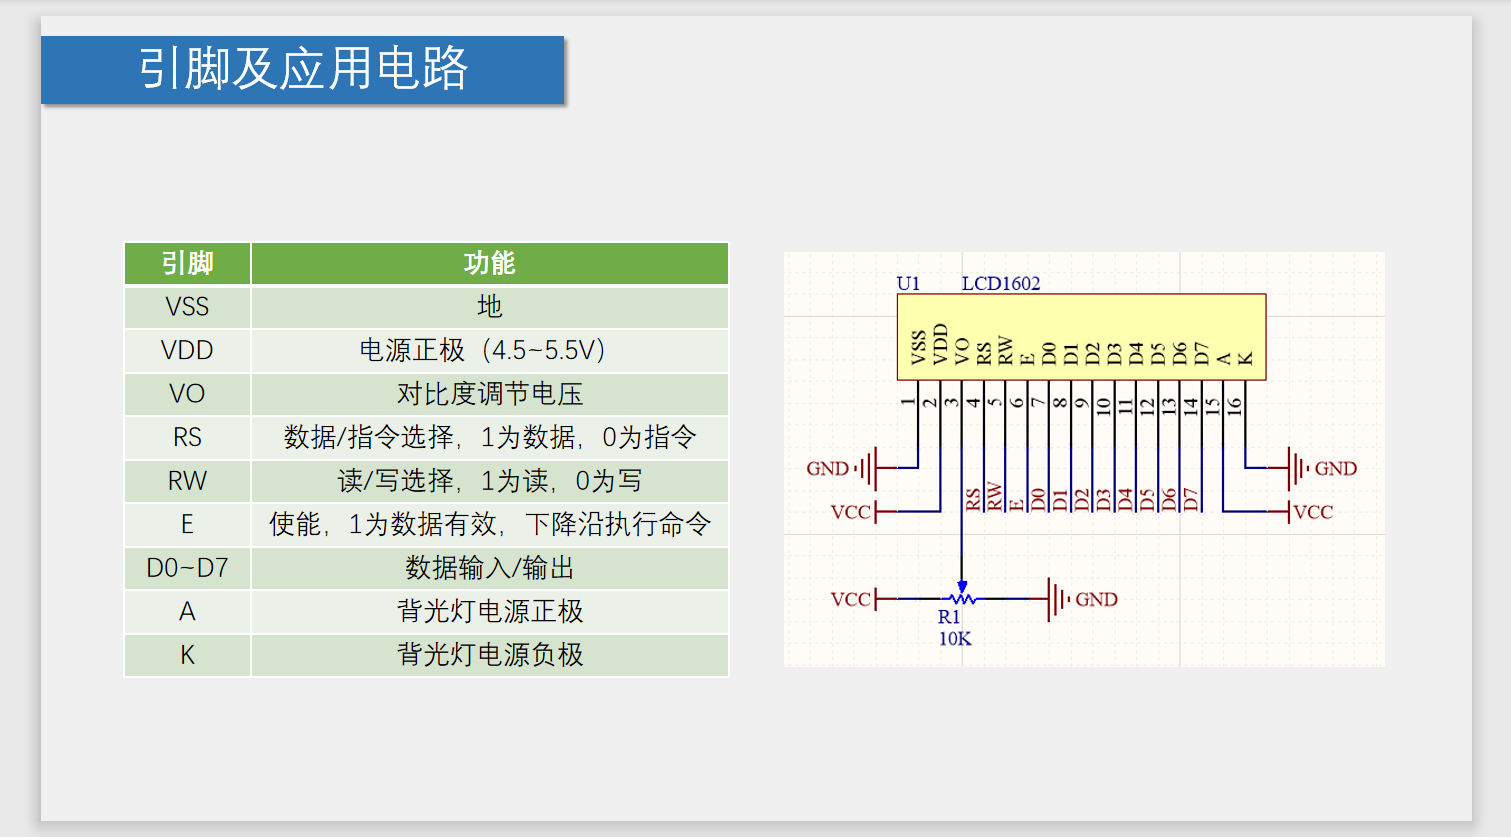 引脚及应用电路
引脚 功能
VSS 地
VDD 电源正极（4.5~5.5V）
VO 对比度调节电压
RS 数据/指令选择，1为数据，0为指令
RW 读/写选择，1为读，0为写
E 使能，1为数据有效，下降沿执行命令
D0~D7 数据输入/输出
A 背光灯电源正极
K 背光灯电源负极
U1 LCD1602
VSS VDD VO RS RW E D0 D1 D2 D3 D4 D5 D6 D7 A K
1 2 3 4 5 6 7 8 9 10 11 12 13 14 15 16
GND GND
VCC RS RW E D0 D1 D2 D3 D4 D5 D6 D7 VCC
VCC GND
R1
10K